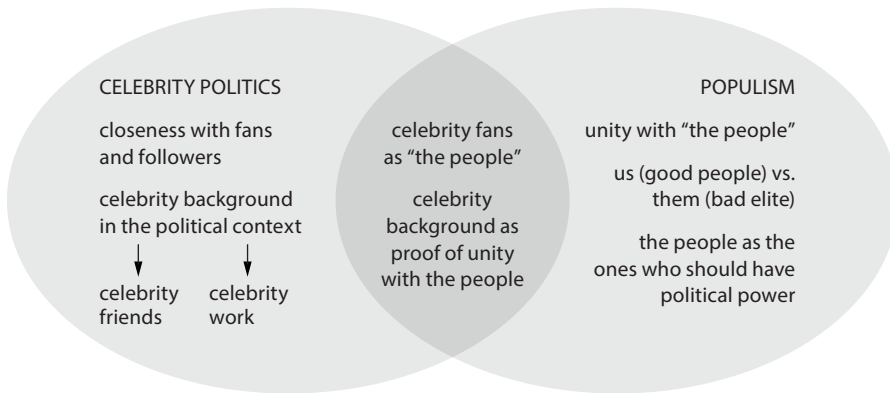 CELEBRITY POLITICS
closeness with fans
and followers
celebrity background
in the political context
celebrity
friends
celebrity
work
celebrity fans
as “the people”
celebrity
background as
proof of unity
with the people
POPULISM
unity with “the people”
us (good people) vs.
them (bad elite)
the people as the
ones who should have
political power